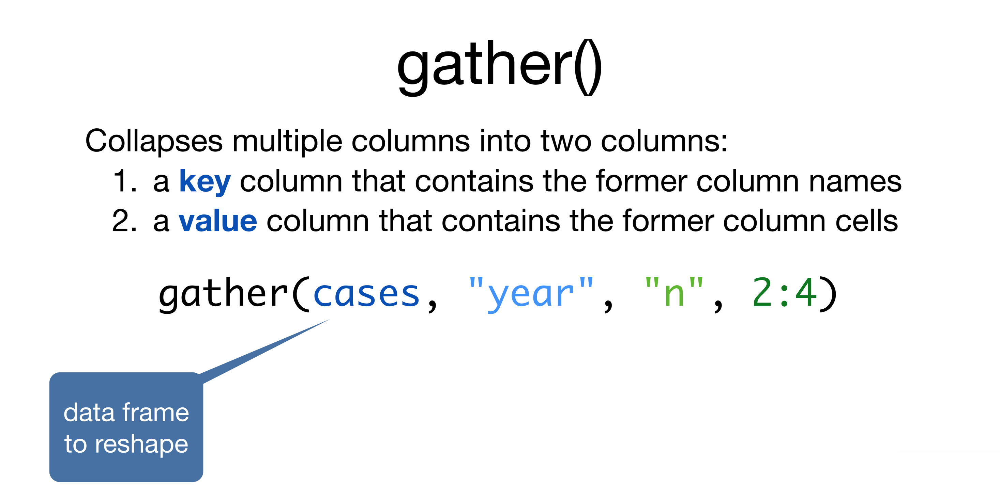 gather()
Collapses multiple columns into two columns:
1. a key column that contains the former column names
2. a value column that contains the former column cells
gather(cases, "year", "n", 2:4)
data frame
to reshape